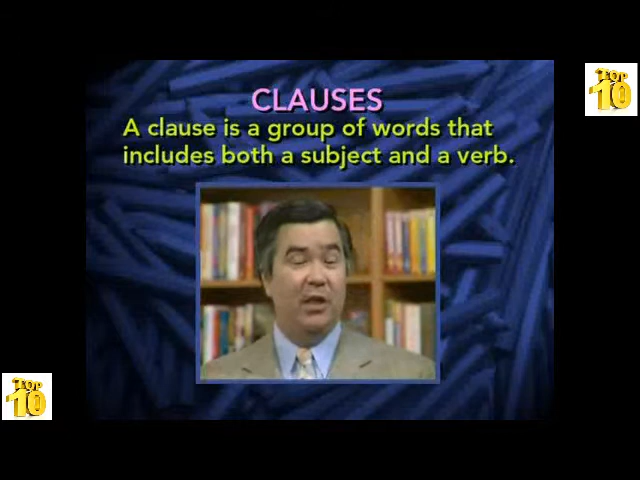 TOP
10
CLAUSES
A clause is a group of words that
includes both a subject and a verb.
TOP
10